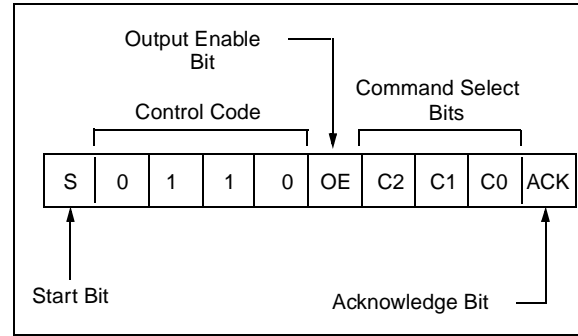 Output Enable
Bit
Command Select
Bits
Control Code
S 0 1 1 0 OE C2 C1 C0 ACK
Start Bit
Acknowledge Bit